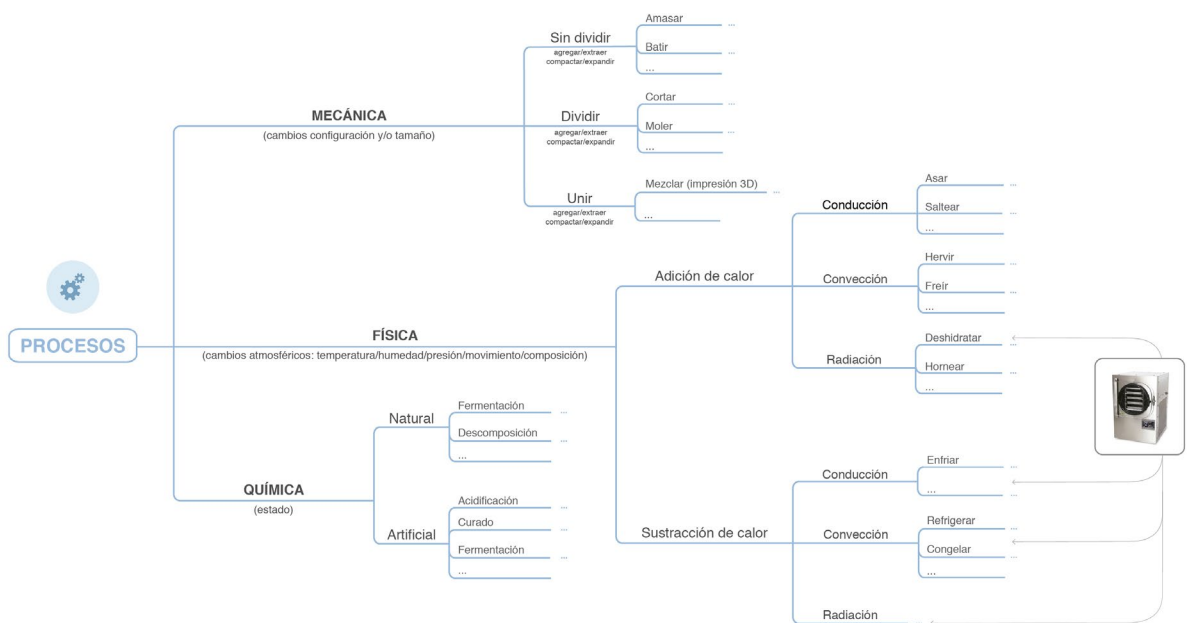 PROCESOS
MECÁNICA
(cambios configuración y/o tamaño)
Sin dividir
agregar/extraer
compactar/expandir
Amasar
...
Batir
...
...
Dividir
agregar/extraer
compactar/expandir
Cortar
...
Moler
...
...
Unir
agregar/extraer
compactar/expandir
Mezclar (impresión 3D)
...
...
FÍSICA
(cambios atmosféricos: temperatura/humedad/presión/movimiento/composición)
Adición de calor
Conducción
Asar
...
Saltear
...
...
Convección
Hervir
...
Freír
...
...
Radiación
Deshidratar
...
Hornear
...
...
Sustracción de calor
Conducción
Enfriar
...
...
...
Convección
Refrigerar
...
Congelar
...
...
Radiación
QUÍMICA
(estado)
Natural
Fermentación
...
Descomposición
...
...
Artificial
Acidificación
...
Curado
...
Fermentación
...
...
...